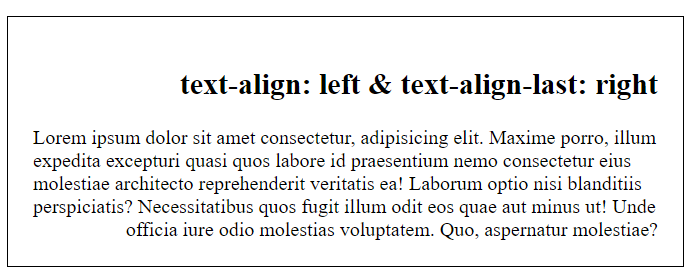 text-align: left & text-align-last: right
Lorem ipsum dolor sit amet consectetur, adipisicing elit. Maxime porro, illum
expedita excepturi quasi quos labore id praesentium nemo consectetur eius
molestiae architecto reprehenderit veritatis ea! Laborum optio nisi blanditiis
perspiciatis? Necessitatibus quos fugit illum odit eos quae aut minus ut! Unde
officia iure odio molestias voluptatem. Quo, aspernatur molestiae?